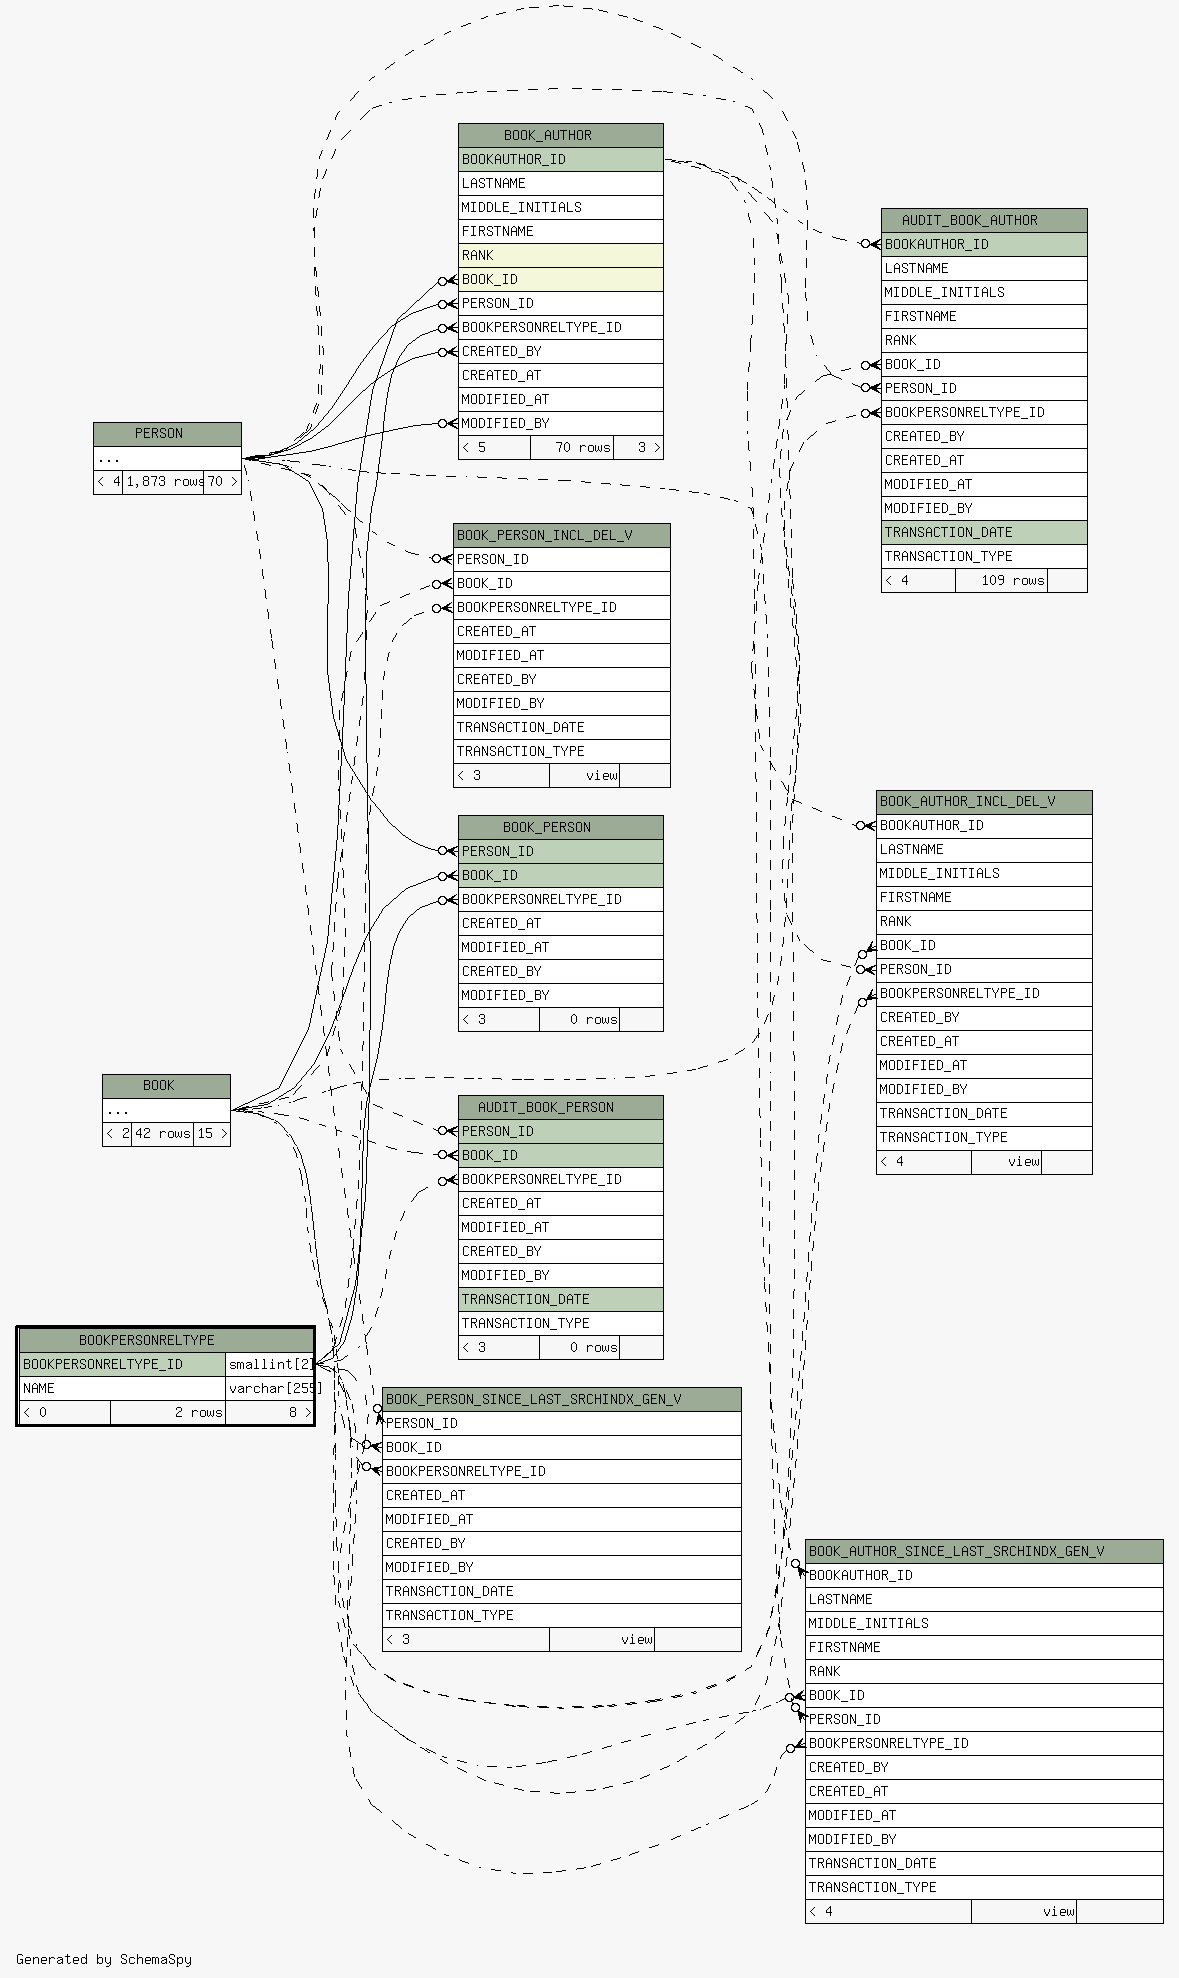 BOOK_AUTHOR
BOOKAUTHOR_ID
LASTNAME
MIDDLE_INITIALS
FIRSTNAME
RANK
BOOK_ID
PERSON_ID
BOOKPERSONRELTYPE_ID
CREATED_BY
CREATED_AT
MODIFIED_AT
MODIFIED_BY
< 5 70 rows 3 >
AUDIT_BOOK_AUTHOR
BOOKAUTHOR_ID
LASTNAME
MIDDLE_INITIALS
FIRSTNAME
RANK
BOOK_ID
PERSON_ID
BOOKPERSONRELTYPE_ID
CREATED_BY
CREATED_AT
MODIFIED_AT
MODIFIED_BY
TRANSACTION_DATE
TRANSACTION_TYPE
< 4 109 rows
PERSON
...
< 4 1,873 rows 70 >
BOOK_PERSON_INCL_DEL_V
PERSON_ID
BOOK_ID
BOOKPERSONRELTYPE_ID
CREATED_AT
MODIFIED_AT
CREATED_BY
MODIFIED_BY
TRANSACTION_DATE
TRANSACTION_TYPE
< 3 view
BOOK_PERSON
PERSON_ID
BOOK_ID
BOOKPERSONRELTYPE_ID
CREATED_AT
MODIFIED_AT
CREATED_BY
MODIFIED_BY
< 3 0 rows
BOOK_AUTHOR_INCL_DEL_V
BOOKAUTHOR_ID
LASTNAME
MIDDLE_INITIALS
FIRSTNAME
RANK
BOOK_ID
PERSON_ID
BOOKPERSONRELTYPE_ID
CREATED_BY
CREATED_AT
MODIFIED_AT
MODIFIED_BY
TRANSACTION_DATE
TRANSACTION_TYPE
< 4 view
BOOK
...
< 2 42 rows 15 >
AUDIT_BOOK_PERSON
PERSON_ID
BOOK_ID
BOOKPERSONRELTYPE_ID
CREATED_AT
MODIFIED_AT
CREATED_BY
MODIFIED_BY
TRANSACTION_DATE
TRANSACTION_TYPE
< 3 0 rows
BOOKPERSONRELTYPE
BOOKPERSONRELTYPE_ID smallint[2]
NAME varchar[255]
< 0 2 rows 8 >
BOOK_PERSON_SINCE_LAST_SRCHINDX_GEN_V
PERSON_ID
BOOK_ID
BOOKPERSONRELTYPE_ID
CREATED_AT
MODIFIED_AT
CREATED_BY
MODIFIED_BY
TRANSACTION_DATE
TRANSACTION_TYPE
< 3 view
BOOK_AUTHOR_SINCE_LAST_SRCHINDX_GEN_V
BOOKAUTHOR_ID
LASTNAME
MIDDLE_INITIALS
FIRSTNAME
RANK
BOOK_ID
PERSON_ID
BOOKPERSONRELTYPE_ID
CREATED_BY
CREATED_AT
MODIFIED_AT
MODIFIED_BY
TRANSACTION_DATE
TRANSACTION_TYPE
< 4 view
Generated by SchemaSpy